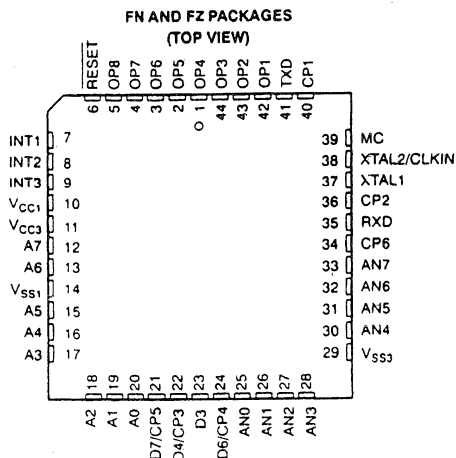 FN AND FZ PACKAGES
(TOP VIEW)
RESET OP8 OP7 OP6 OP5 OP4 OP3 OP2 OP1 TXD CP1
6 5 4 3 2 1 44 43 42 41 40
INT1 7
INT2 8
INT3 9
VCC1 10
VCC3 11
A7 12
A6 13
VSS1 14
A5 15
A4 16
A3 17
39 MC
38 XTAL2/CLKIN
37 XTAL1
36 CP2
35 RXD
34 CP6
33 AN7
32 AN6
31 AN5
30 AN4
29 VSS3
18 19 20 21 22 23 24 25 26 27 28
A2 A1 A0 D7/CP5 D4/CP3 D3 D6/CP4 AN0 AN1 AN2 AN3